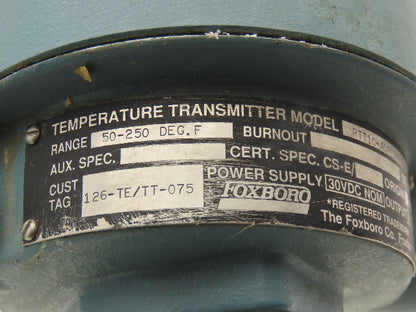 TEMPERATURE TRANSMITTER MODEL
RANGE 50-250 DEG.F BURNOUT
AUX. SPEC. CERT. SPEC. CS-E/
CUST TAG 126-TE/TT-075 POWER SUPPLY 30VDC NOM
FOXBORO *REGISTERED
The Foxboro Co.